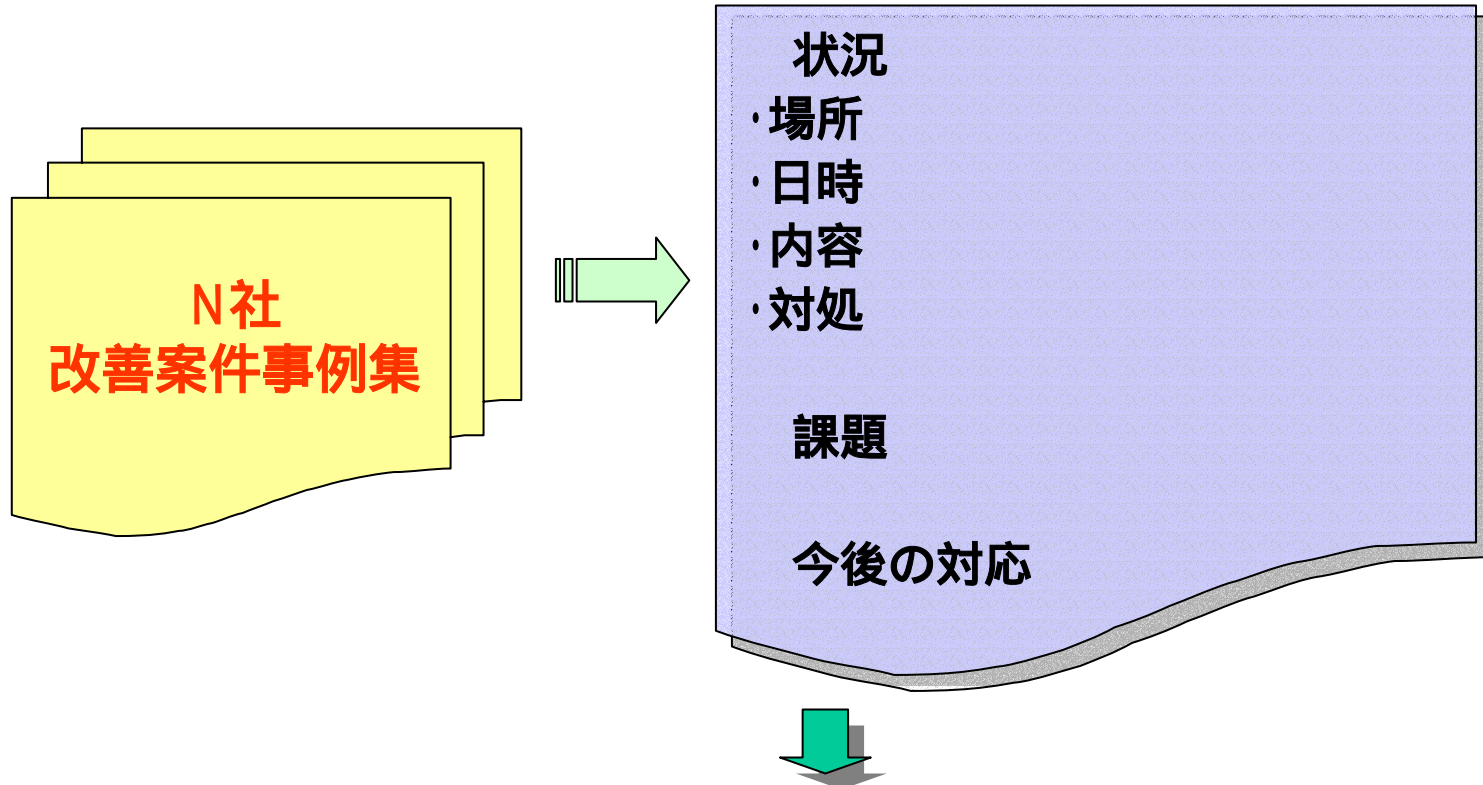 N社
改善案件事例集
状況
・場所
・日時
・内容
・対処
課題
今後の対応